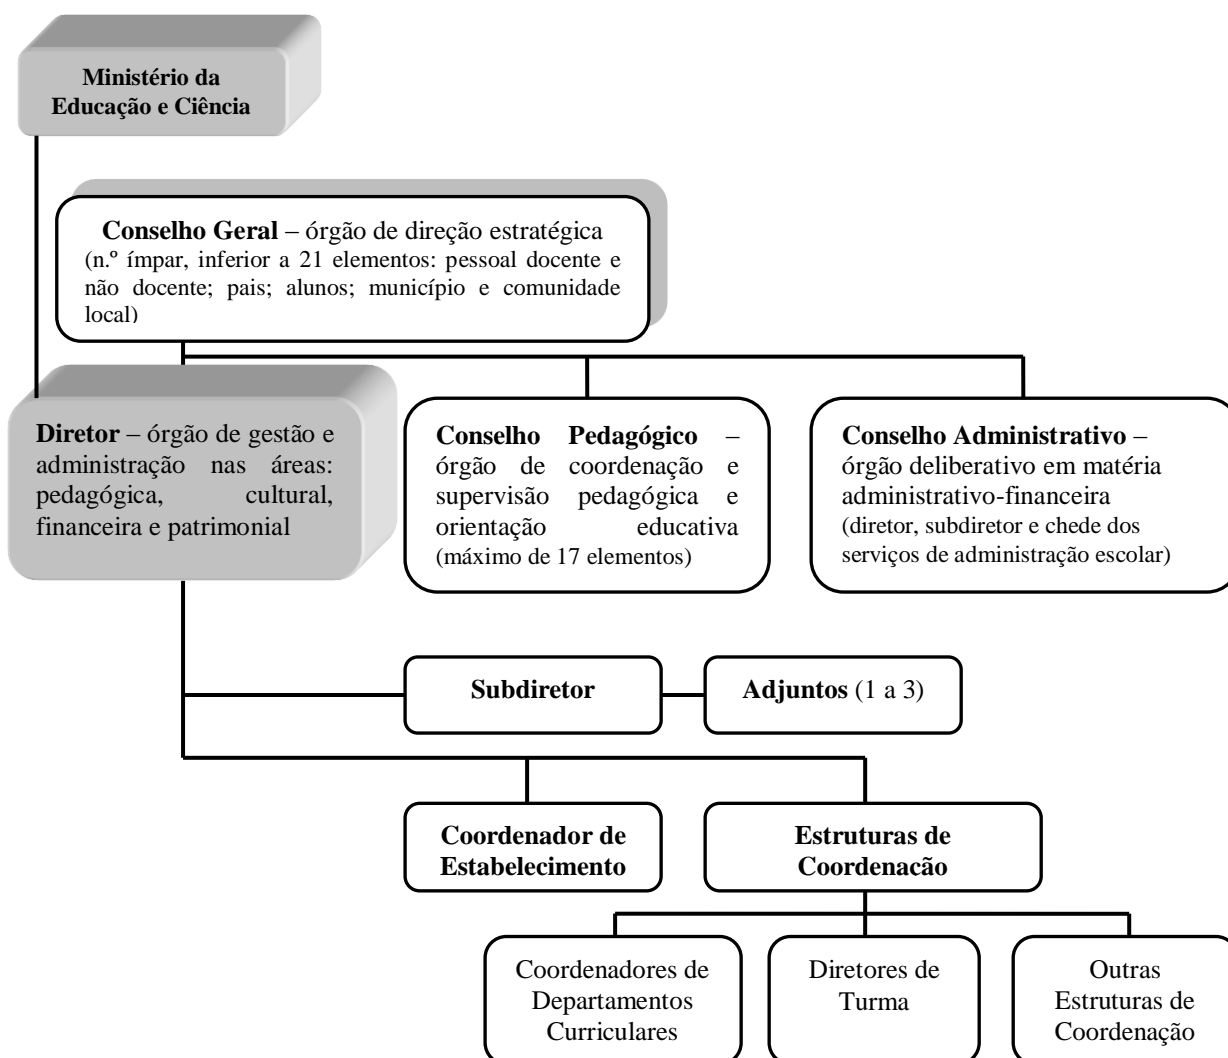 Ministério da
Educação e Ciência
Conselho Geral – órgão de direção estratégica
(n.º ímpar, inferior a 21 elementos: pessoal docente e
não docente; pais; alunos; município e comunidade
local)
Diretor – órgão de gestão e
administração nas áreas:
pedagógica, cultural,
financeira e patrimonial
Conselho Pedagógico –
órgão de coordenação e
supervisão pedagógica e
orientação educativa
(máximo de 17 elementos)
Conselho Administrativo –
órgão deliberativo em matéria
administrativo-financeira
(diretor, subdiretor e chede dos
serviços de administração escolar)
Subdiretor
Adjuntos (1 a 3)
Coordenador de
Estabelecimento
Estruturas de
Coordenação
Coordenadores de
Departamentos
Curriculares
Diretores de
Turma
Outras
Estruturas de
Coordenação